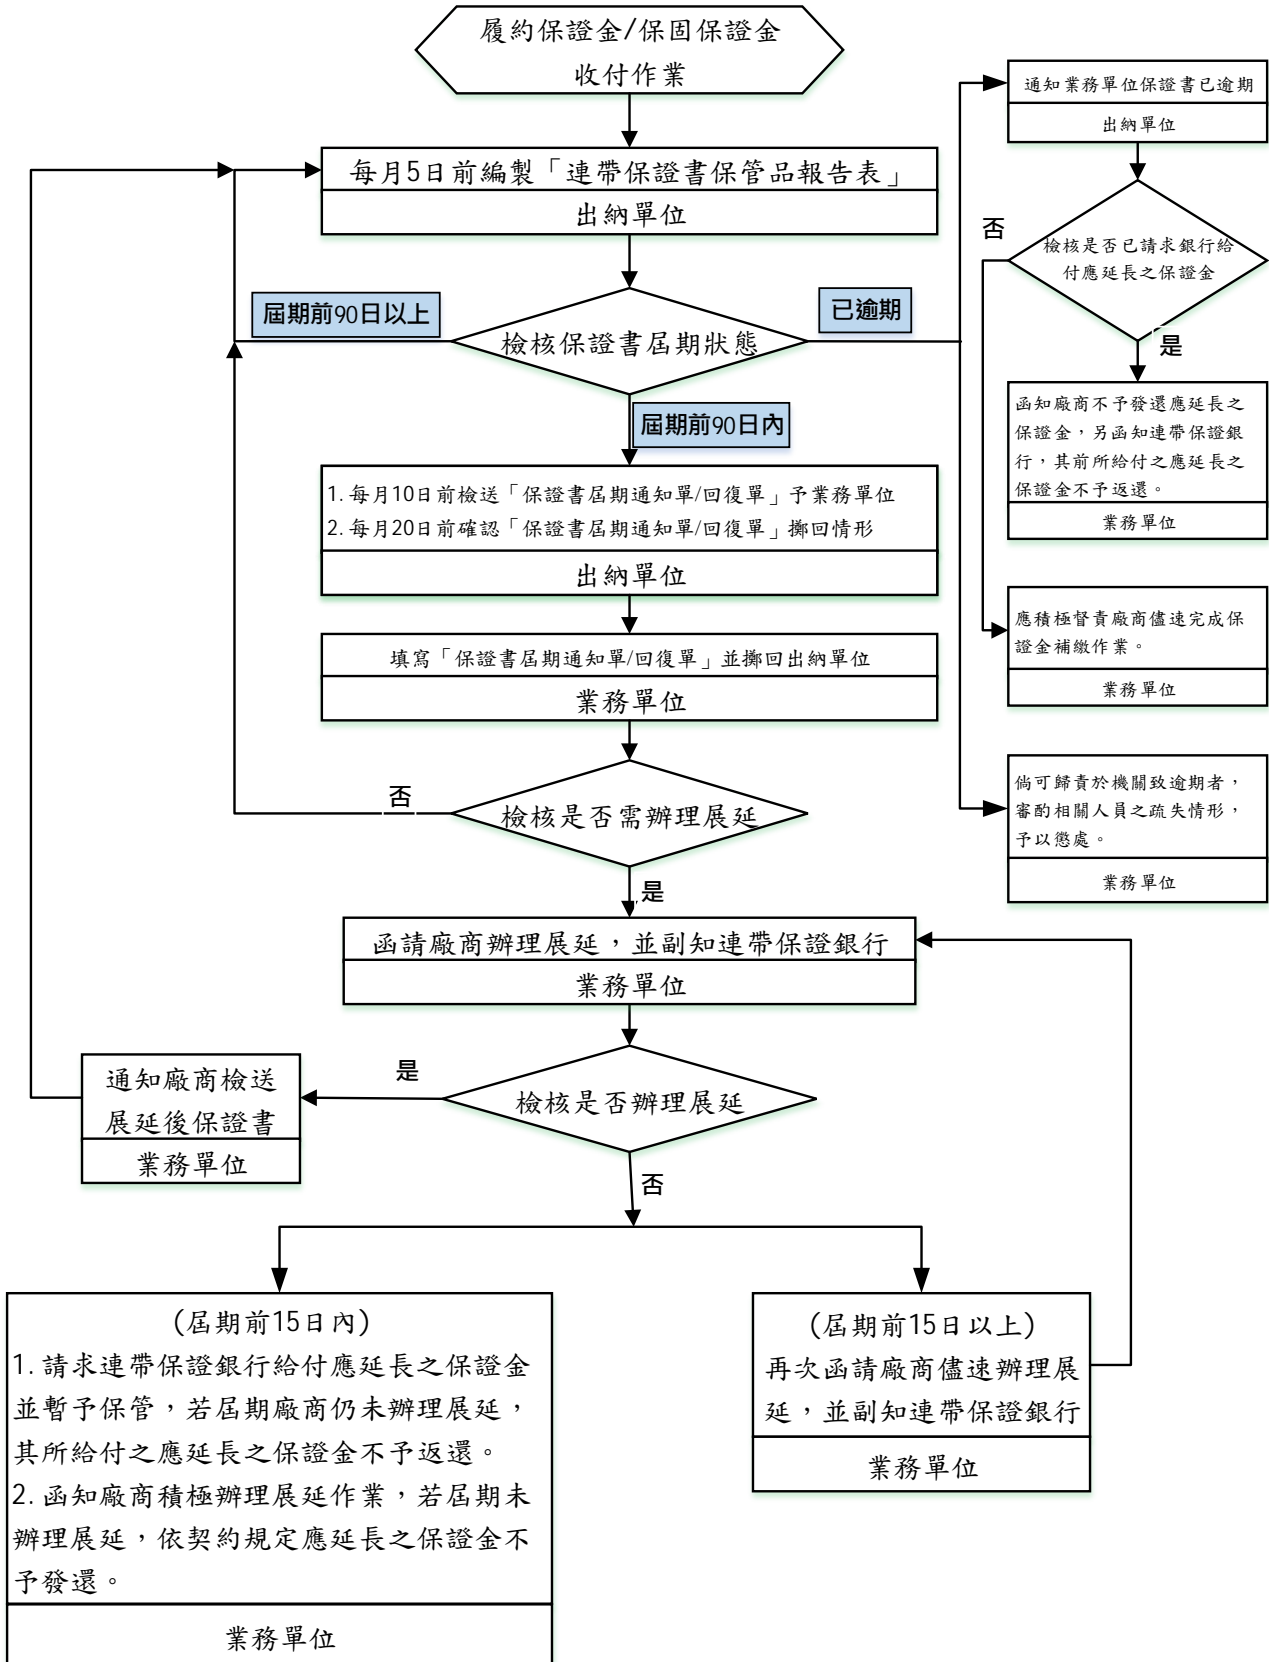 履約保證金/保固保證金
收付作業
每月5日前編製「連帶保證書保管品報告表」
出納單位
屆期前90日以上
已逾期
檢核保證書屆期狀態
屆期前90日內
1.每月10日前檢送「保證書屆期通知單/回復單」予業務單位
2.每月20日前確認「保證書屆期通知單/回復單」擲回情形
出納單位
填寫「保證書屆期通知單/回復單」並擲回出納單位
業務單位
否
檢核是否需辦理展延
是
函請廠商辦理展延，並副知連帶保證銀行
業務單位
是
檢核是否辦理展延
否
通知廠商檢送
展延後保證書
業務單位
(屆期前15日內)
1.請求連帶保證銀行給付應延長之保證金
並暫予保管，若屆期廠商仍未辦理展延，
其所給付之應延長之保證金不予返還。
2.函知廠商積極辦理展延作業，若屆期未
辦理展延，依契約規定應延長之保證金不
予發還。
業務單位
(屆期前15日以上)
再次函請廠商儘速辦理展
延，並副知連帶保證銀行
業務單位
通知業務單位保證書已逾期
出納單位
否
檢核是否已請求銀行給
付應延長之保證金
是
函知廠商不予發還應延長之
保證金，另函知連帶保證銀
行，其前所給付之應延長之
保證金不予返還。
業務單位
應積極督責廠商儘速完成保
證金補繳作業。
業務單位
倘可歸責於機關致逾期者，
審酌相關人員之疏失情形，
予以懲處。
業務單位